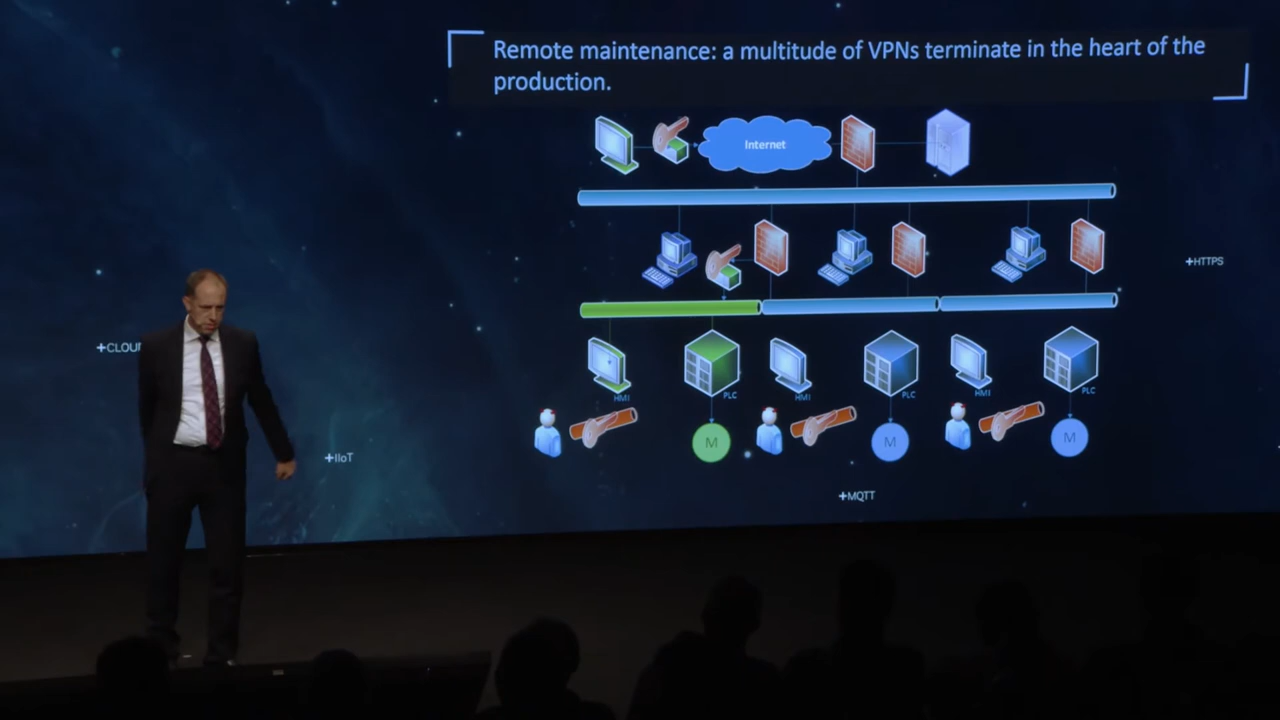 Remote maintenance: a multitude of VPNs terminate in the heart of the
production.
Internet
+HTTPS
+CLOU
HMI
PLC
HMI
PLC
HMI
PLC
M
M
M
+IIoT
+MQTT